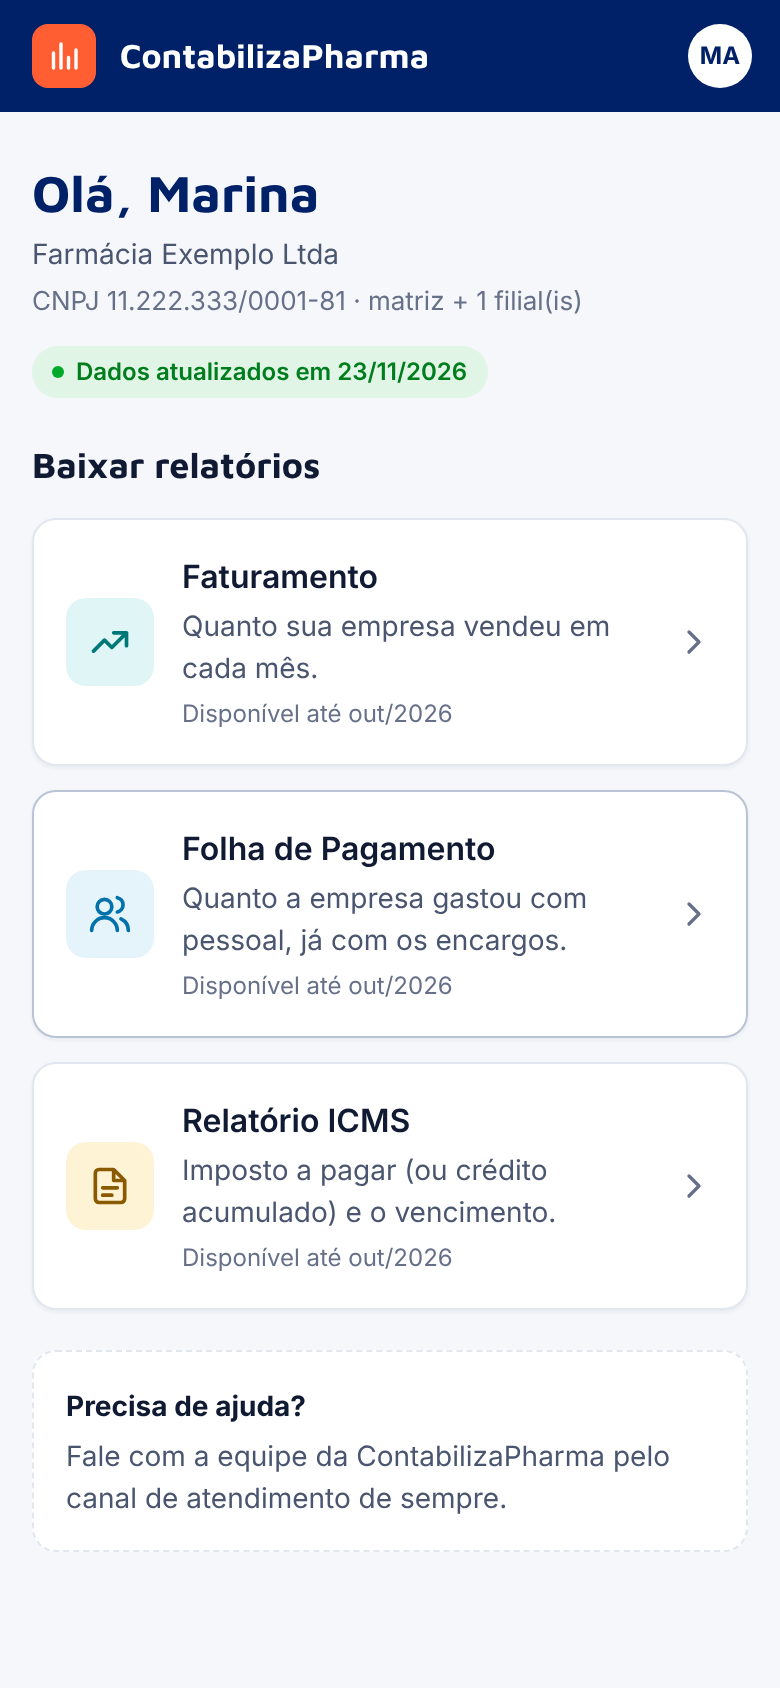 ContabilizaPharma
MA
Olá, Marina
Farmácia Exemplo Ltda
CNPJ 11.222.333/0001-81 · matriz + 1 filial(is)
Dados atualizados em 23/11/2026
Baixar relatórios
Faturamento
Quanto sua empresa vendeu em
cada mês.
Disponível até out/2026
Folha de Pagamento
Quanto a empresa gastou com
pessoal, já com os encargos.
Disponível até out/2026
Relatório ICMS
Imposto a pagar (ou crédito
acumulado) e o vencimento.
Disponível até out/2026
Precisa de ajuda?
Fale com a equipe da ContabilizaPharma pelo
canal de atendimento de sempre.